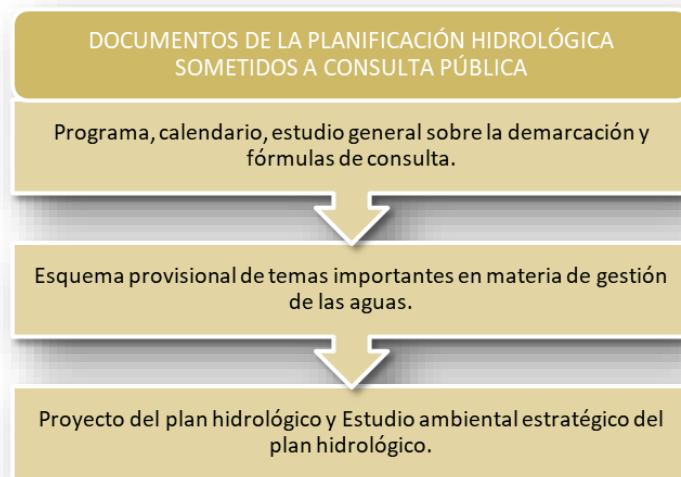 DOCUMENTOS DE LA PLANIFICACIÓN HIDROLÓGICA
SOMETIDOS A CONSULTA PÚBLICA
Programa, calendario, estudio general sobre la demarcación y
fórmulas de consulta.
Esquema provisional de temas importantes en materia de gestión
de las aguas.
Proyecto del plan hidrológico y Estudio ambiental estratégico del
plan hidrológico.